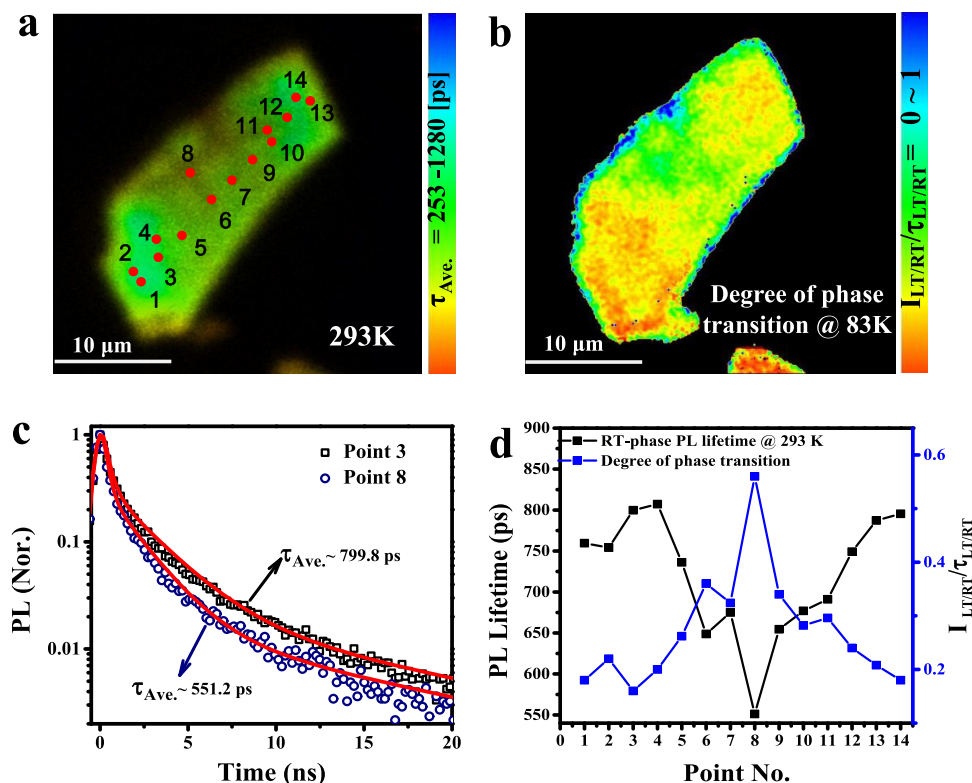 a
14
12
13
11
10
8
9
7
6
4
5
2
3
1
293K
10 μm
τAve. = 253 -1280 [ps]
b
Degree of phase
transition @ 83K
10 μm
ILT/RT/τLT/RT = 0 ~ 1
c
Point 3
Point 8
τAve.~ 799.8 ps
τAve.~ 551.2 ps
1
0.1
0.01
PL (Nor.)
0 5 10 15 20
Time (ns)
d
RT-phase PL lifetime @ 293 K
Degree of phase transition
900
850
800
750
700
650
600
550
PL Lifetime (ps)
0.6
0.4
0.2
I LT/RT/τLT/RT
0 1 2 3 4 5 6 7 8 9 10 11 12 13 14
Point No.